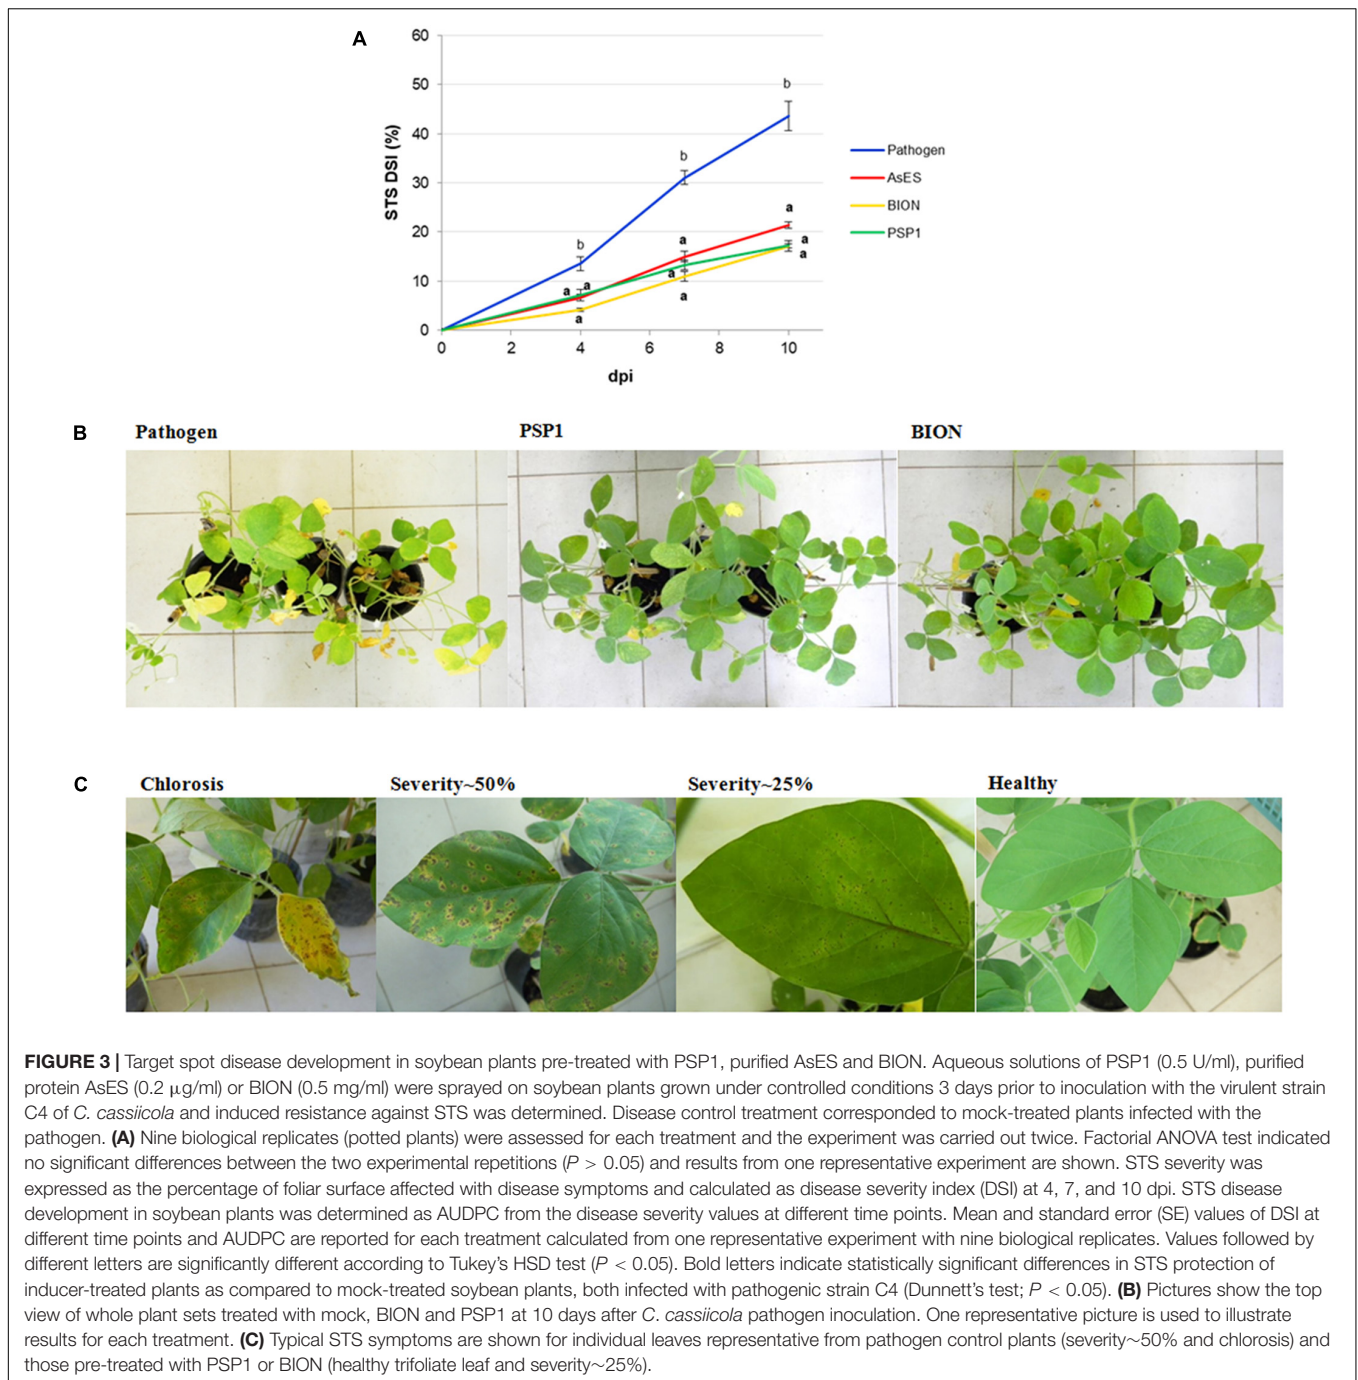 A
60
50
40
30
20
10
0
STS DSI (%)
0 2 4 6 8 10
dpi
b
b
b
a
a
a
a
a
a
a
a
a
Pathogen
AsES
BION
PSP1
B
Pathogen PSP1 BION
C
Chlorosis Severity~50% Severity~25% Healthy
FIGURE 3 | Target spot disease development in soybean plants pre-treated with PSP1, purified AsES and BION. Aqueous solutions of PSP1 (0.5 U/ml), purified
protein AsES (0.2 μg/ml) or BION (0.5 mg/ml) were sprayed on soybean plants grown under controlled conditions 3 days prior to inoculation with the virulent strain
C4 of C. cassiicola and induced resistance against STS was determined. Disease control treatment corresponded to mock-treated plants infected with the
pathogen. (A) Nine biological replicates (potted plants) were assessed for each treatment and the experiment was carried out twice. Factorial ANOVA test indicated
no significant differences between the two experimental repetitions (P > 0.05) and results from one representative experiment are shown. STS severity was
expressed as the percentage of foliar surface affected with disease symptoms and calculated as disease severity index (DSI) at 4, 7, and 10 dpi. STS disease
development in soybean plants was determined as AUDPC from the disease severity values at different time points. Mean and standard error (SE) values of DSI at
different time points and AUDPC are reported for each treatment calculated from one representative experiment with nine biological replicates. Values followed by
different letters are significantly different according to Tukey's HSD test (P < 0.05). Bold letters indicate statistically significant differences in STS protection of
inducer-treated plants as compared to mock-treated soybean plants, both infected with pathogenic strain C4 (Dunnett's test; P < 0.05). (B) Pictures show the top
view of whole plant sets treated with mock, BION and PSP1 at 10 days after C. cassiicola pathogen inoculation. One representative picture is used to illustrate
results for each treatment. (C) Typical STS symptoms are shown for individual leaves representative from pathogen control plants (severity~50% and chlorosis) and
those pre-treated with PSP1 or BION (healthy trifoliate leaf and severity~25%).